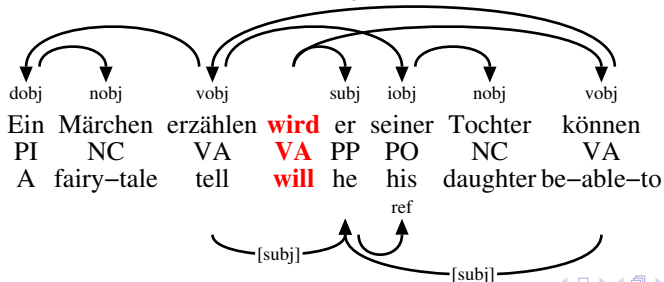 dobj nobj vobj subj iobj nobj vobj
Ein Märchen erzählen wird er seiner Tochter können
PI NC VA VA PP PO NC VA
A fairy−tale tell will he his daughter be−able−to
ref
[subj]
[subj]